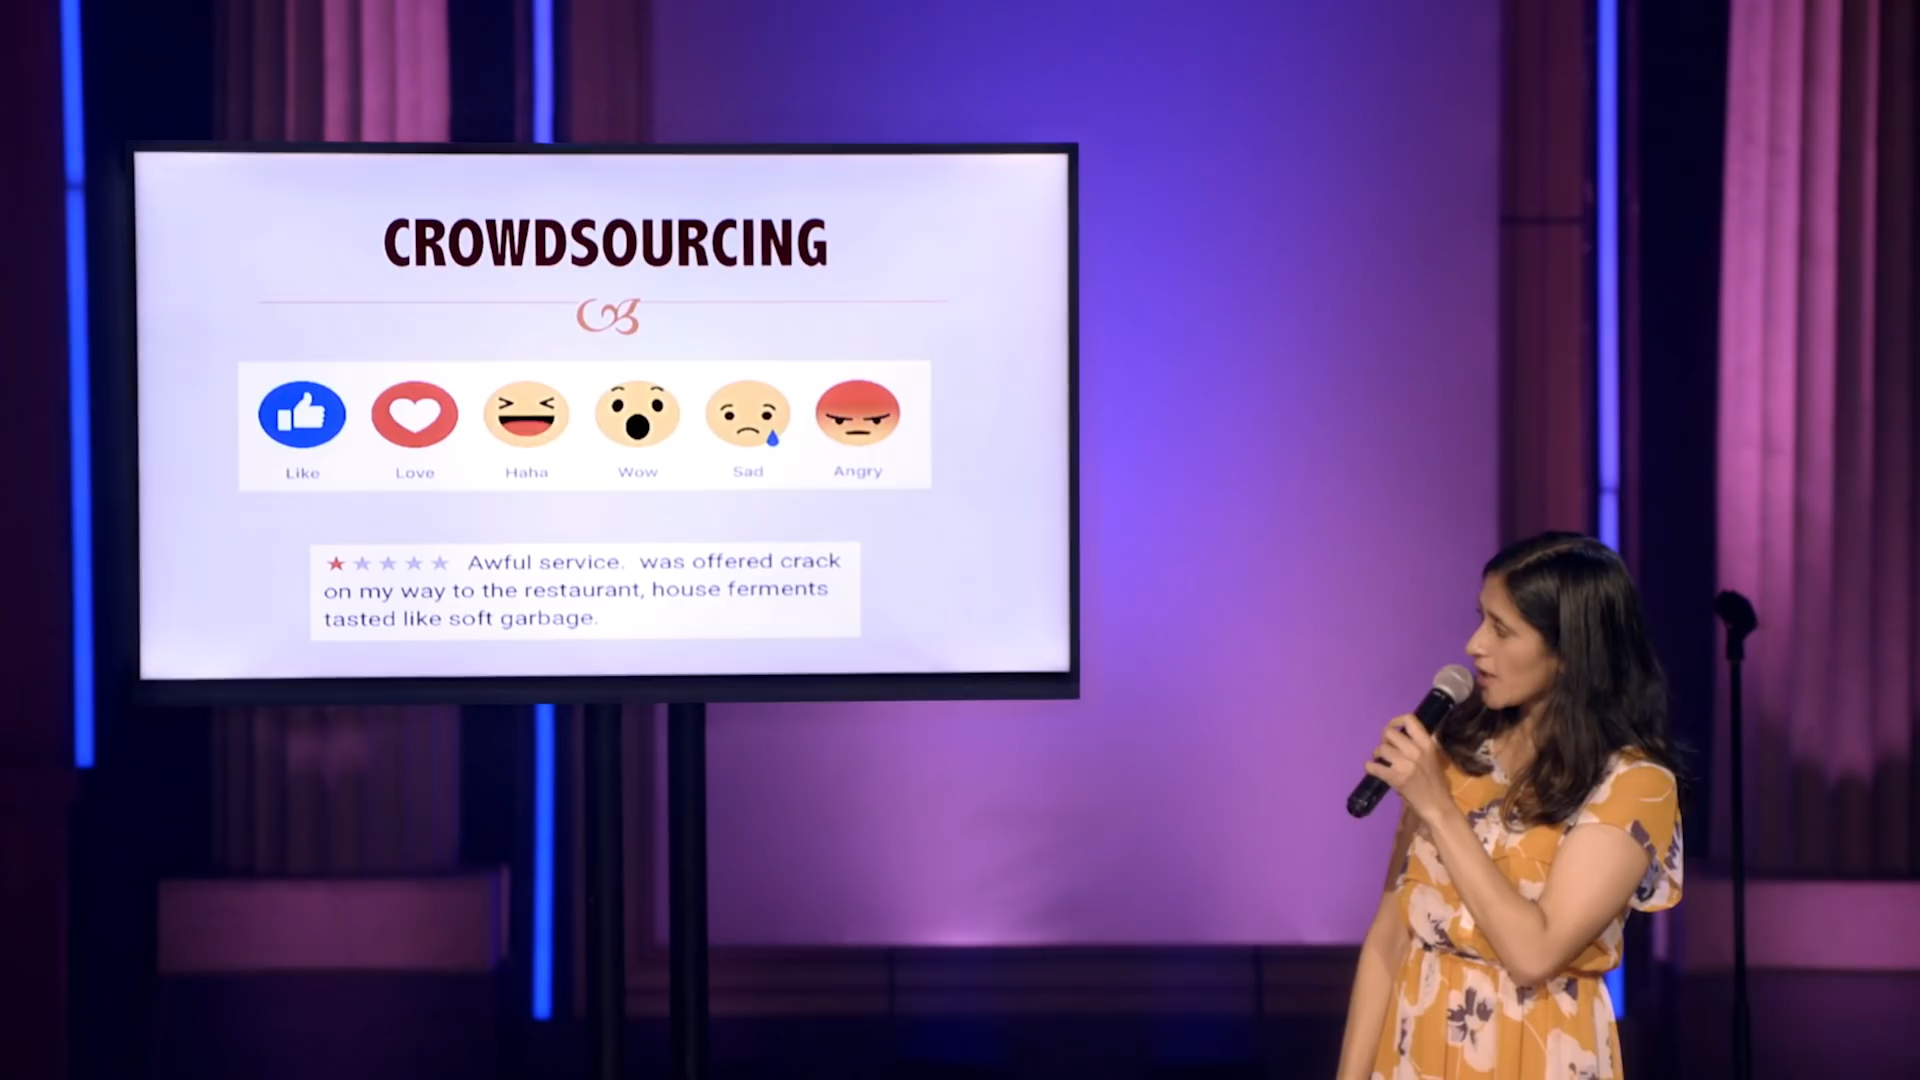 CROWDSOURCING
Like Love Haha Wow Sad Angry
Awful service. was offered crack
on my way to the restaurant, house ferments
tasted like soft garbage.